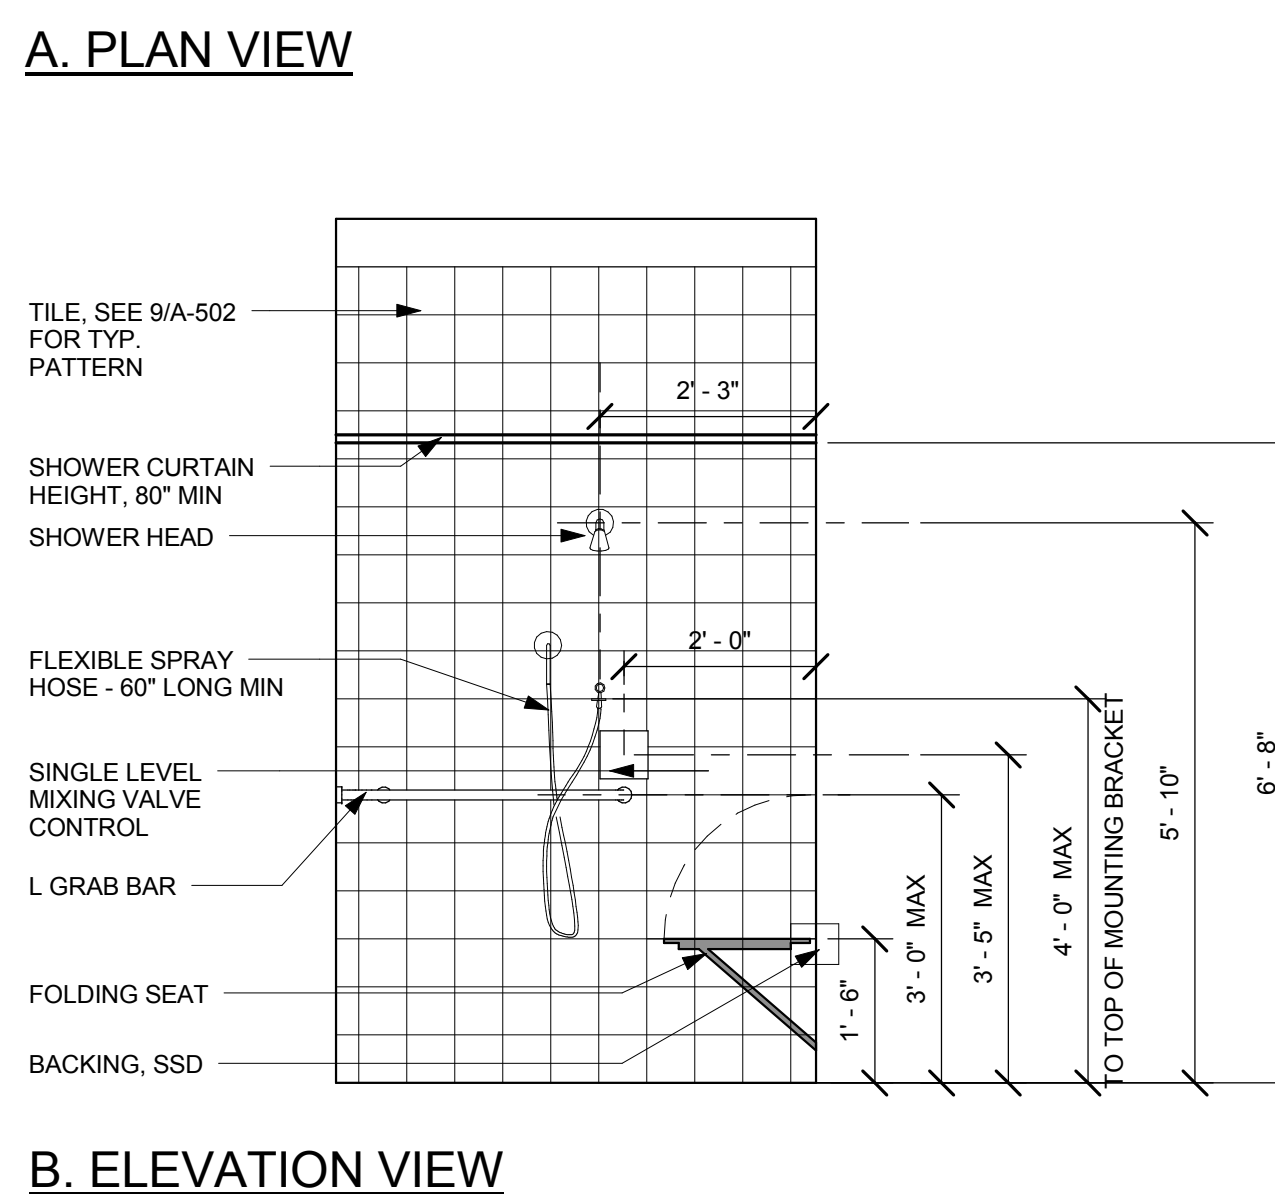 A. PLAN VIEW
TILE, SEE 9/A-502
FOR TYP.
PATTERN
2' - 3"
SHOWER CURTAIN
HEIGHT, 80" MIN
SHOWER HEAD
FLEXIBLE SPRAY
HOSE - 60" LONG MIN
2' - 0"
SINGLE LEVEL
MIXING VALVE
CONTROL
L GRAB BAR
FOLDING SEAT
BACKING, SSD
1' - 6"
3' - 0" MAX
3' - 5" MAX
4' - 0" MAX
TO TOP OF MOUNTING BRACKET
5' - 10"
6' - 8"
B. ELEVATION VIEW